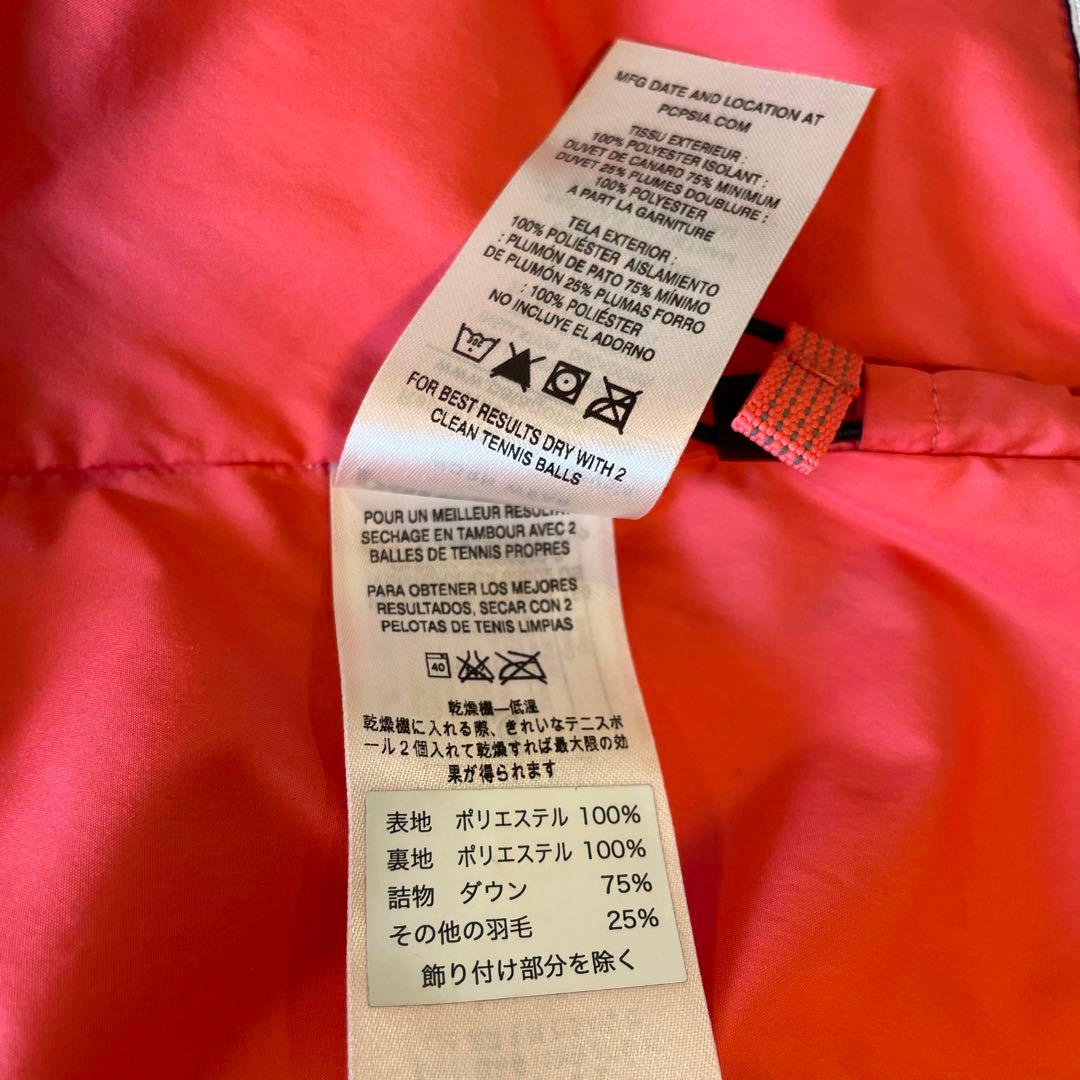 MFG DATE AND LOCATION AT
PCPSIA.COM
TISSU EXTERIEUR :
100% POLYESTER ISOLANT :
DUVET DE CANARD 75% MINIMUM
DUVET 25% PLUMES DOUBLURE :
100% POLYESTER
A PART LA GARNITURE
TELA EXTERIOR :
100% POLIÉSTER AISLAMIENTO
: PLUMÓN DE PATO 75% MÍNIMO
DE PLUMÓN 25% PLUMAS FORRO
: 100% POLIÉSTER
NO INCLUYE EL ADORNO
30C
FOR BEST RESULTS DRY WITH 2
CLEAN TENNIS BALLS
POUR UN MEILLEUR RESULTAT
SECHAGE EN TAMBOUR AVEC 2
BALLES DE TENNIS PROPRES
PARA OBTENER LOS MEJORES
RESULTADOS, SECAR CON 2
PELOTAS DE TENIS LIMPIAS
40
乾燥機—低温
乾燥機に入れる際、きれいなテニスボ
ール2個入れて乾燥すれば最大限の効
果が得られます
表地 ポリエステル 100%
裏地 ポリエステル 100%
詰物 ダウン 75%
その他の羽毛 25%
飾り付け部分を除く